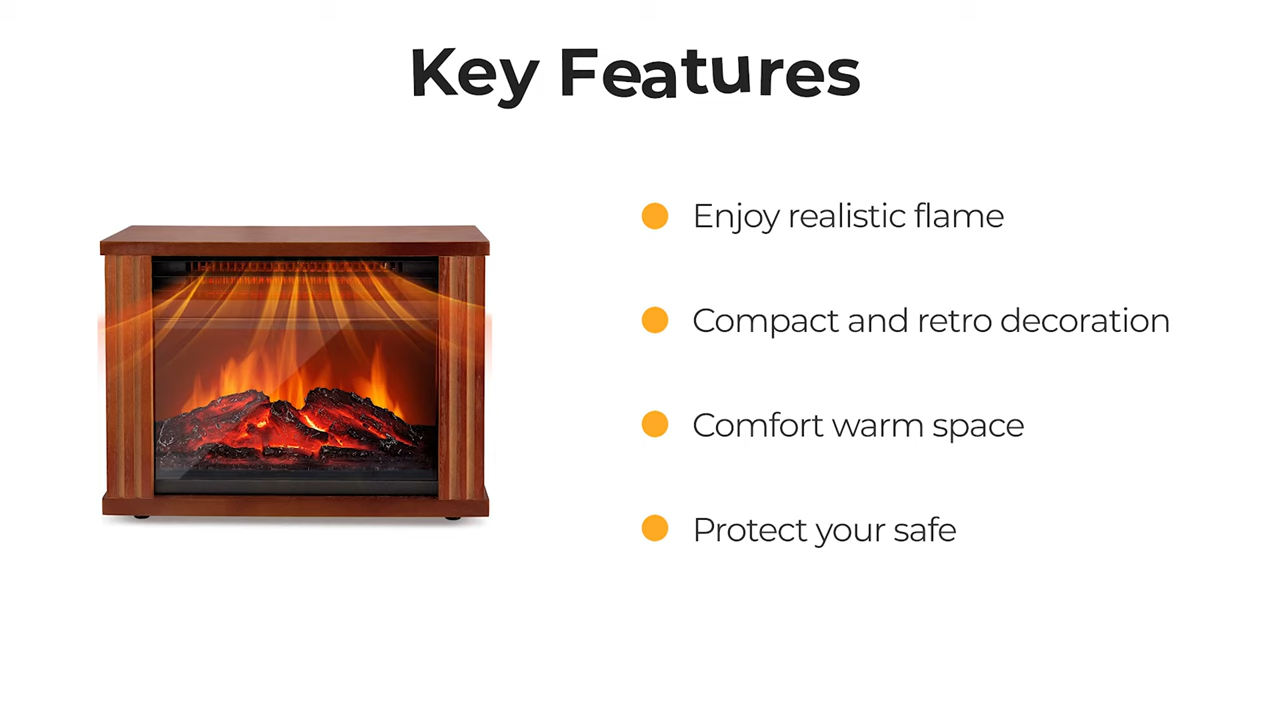 Key Features
Enjoy realistic flame
Compact and retro decoration
Comfort warm space
Protect your safe